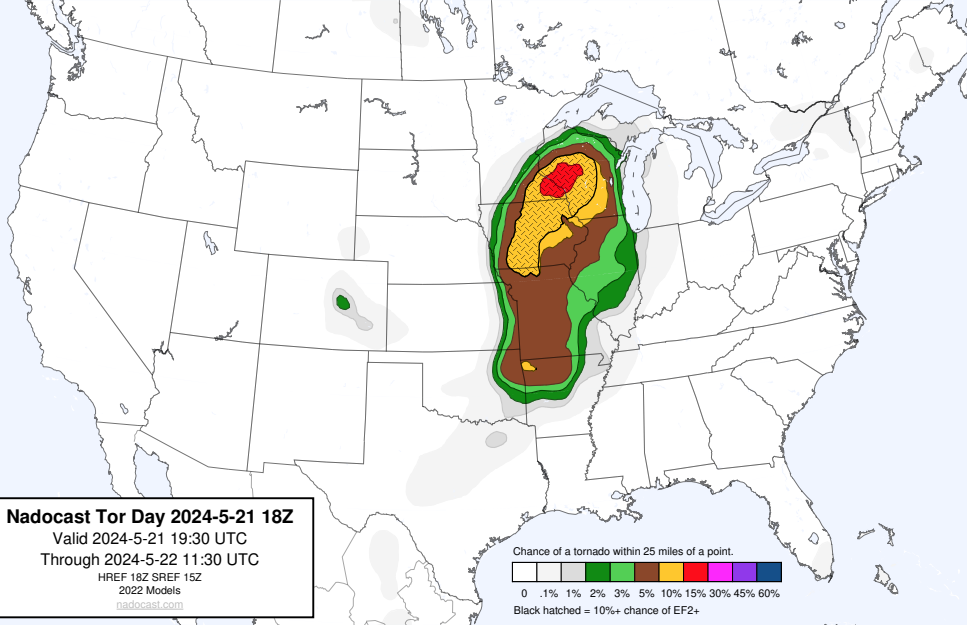 Nadocast Tor Day 2024-5-21 18Z
Valid 2024-5-21 19:30 UTC
Through 2024-5-22 11:30 UTC
HREF 18Z SREF 15Z
2022 Models
nadocast.com
Chance of a tornado within 25 miles of a point.
0 .1% 1% 2% 3% 5% 10% 15% 30% 45% 60%
Black hatched = 10%+ chance of EF2+